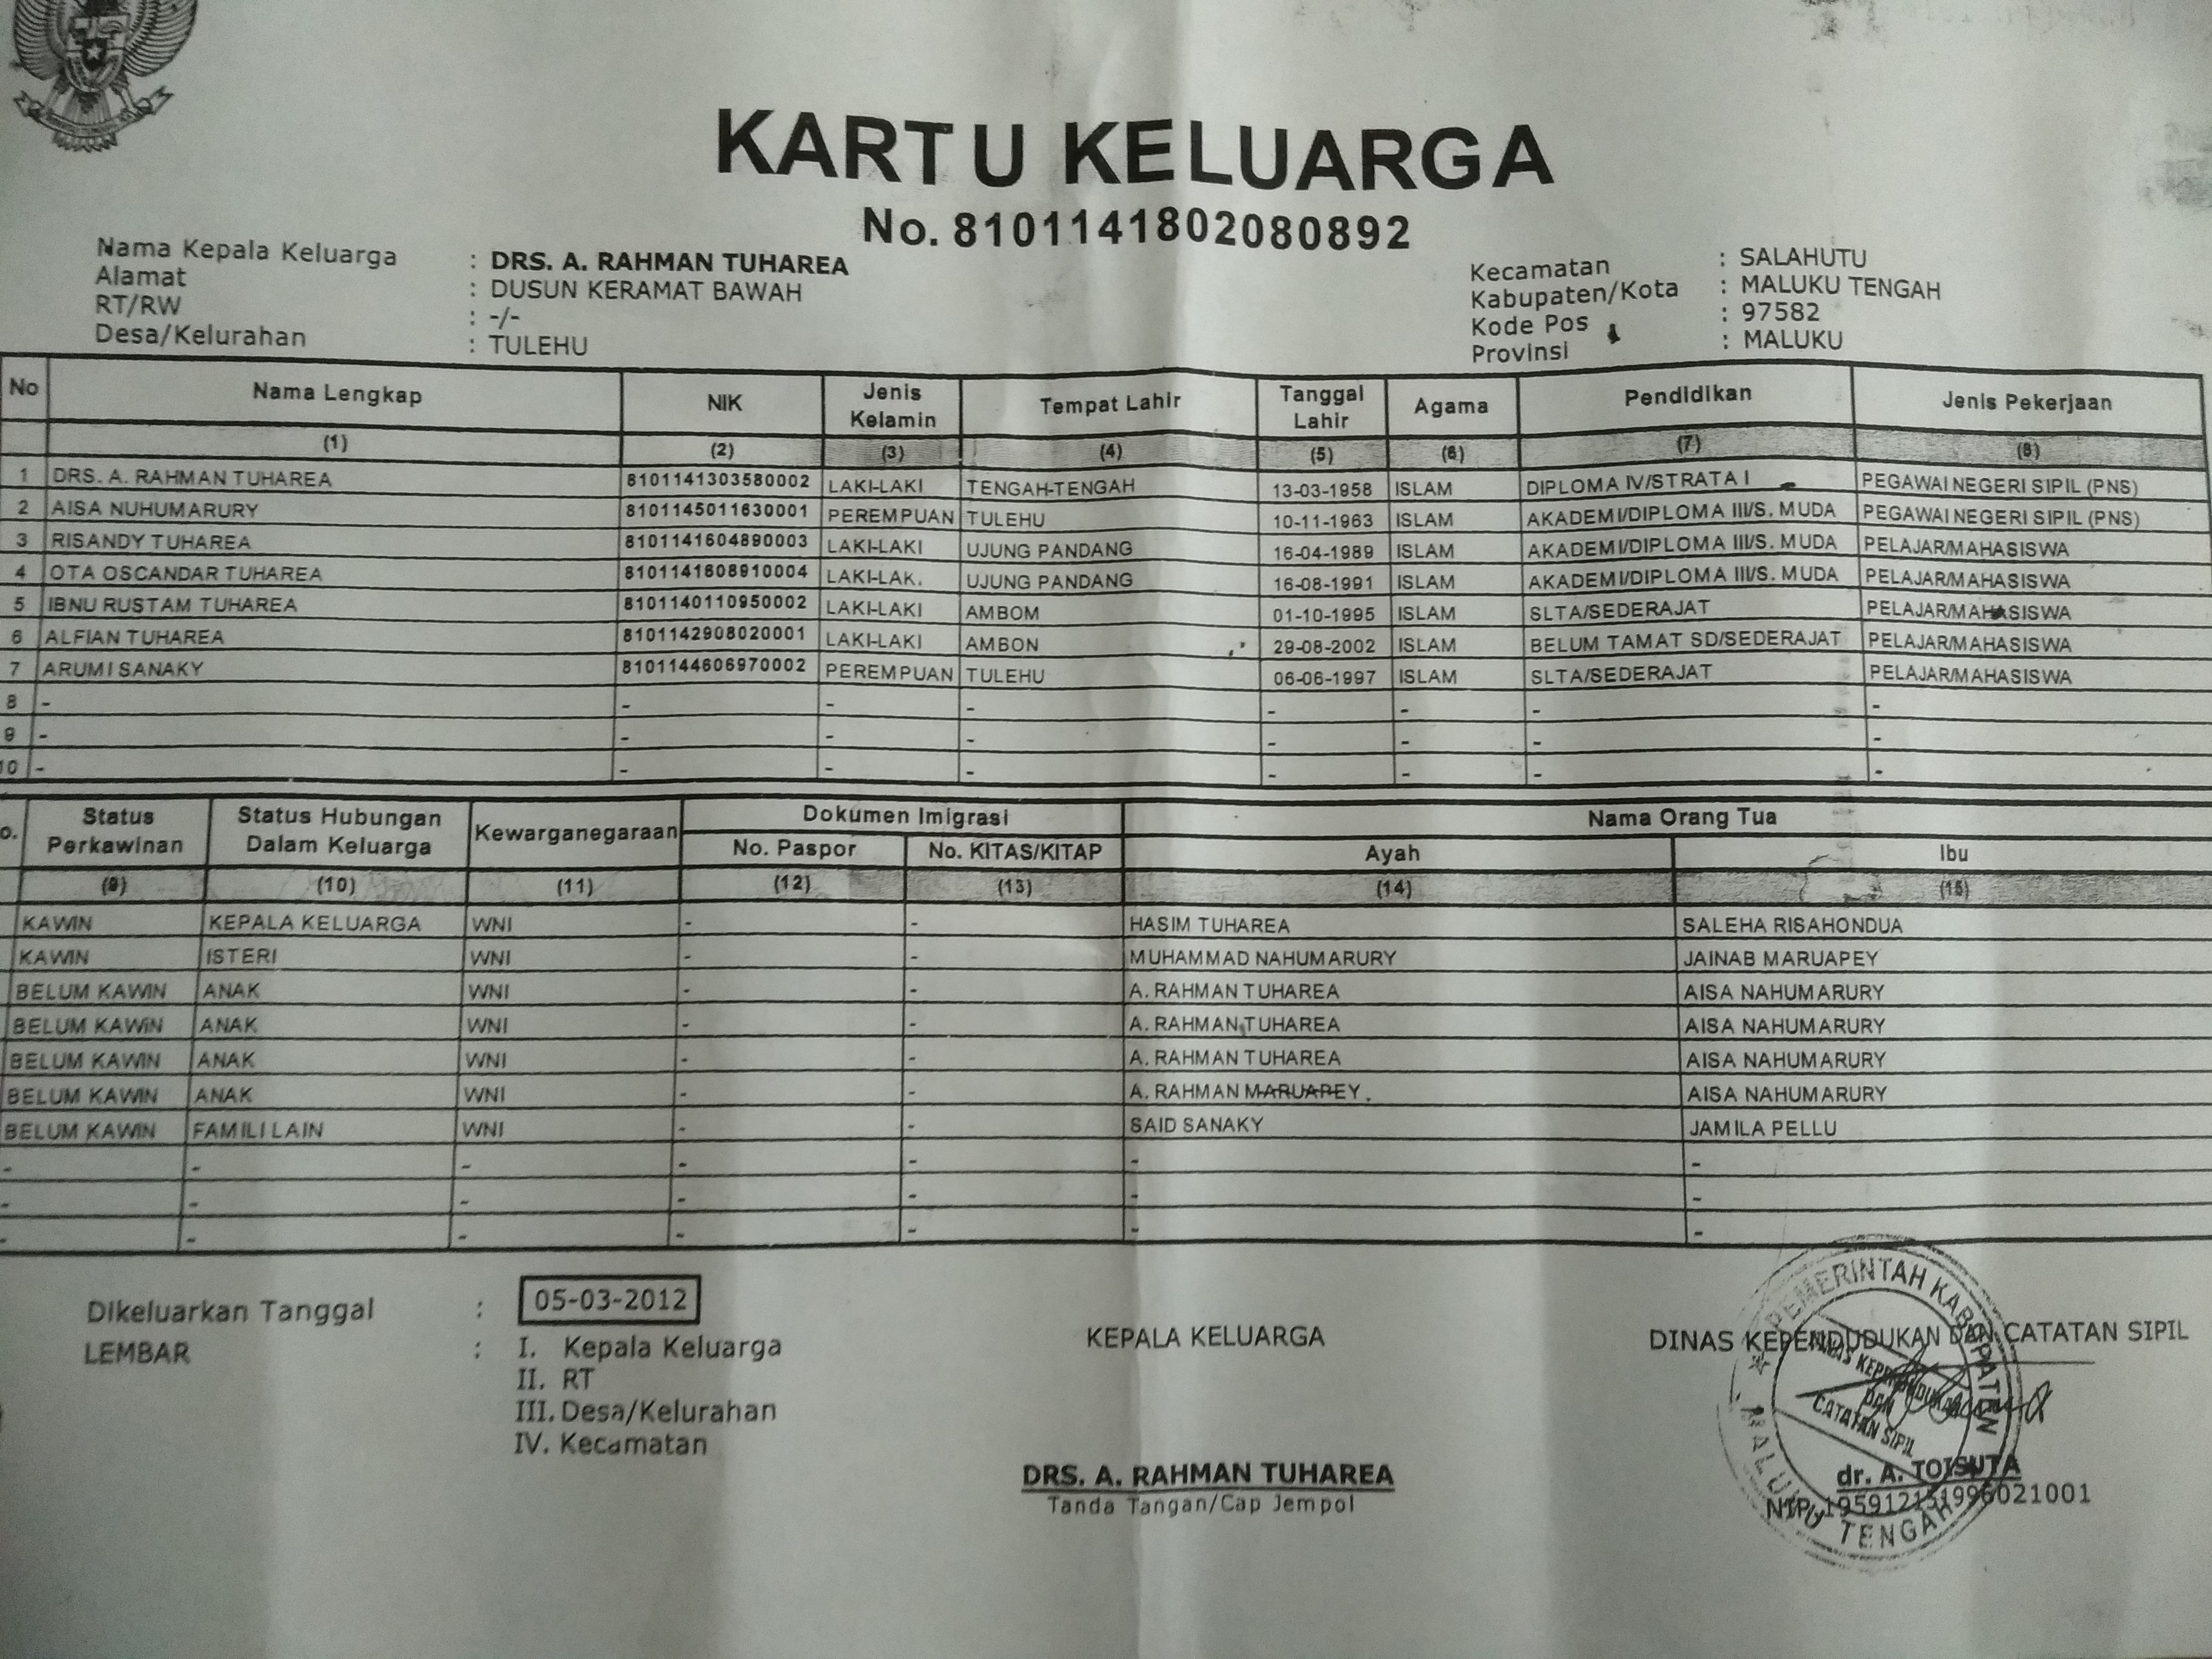 KARTU KELUARGA
No. 8101141802080892
Nama Kepala Keluarga : DRS. A. RAHMAN TUHAREA
Alamat : DUSUN KERAMAT BAWAH
RT/RW : -/-
Desa/Kelurahan : TULEHU
Kecamatan : SALAHUTU
Kabupaten/Kota : MALUKU TENGAH
Kode Pos : 97582
Provinsi : MALUKU
No Nama Lengkap NIK Jenis Kelamin Tempat Lahir Tanggal Lahir Agama Pendidikan Jenis Pekerjaan
(1) (2) (3) (4) (5) (6) (7) (8)
1 DRS. A. RAHMAN TUHAREA 8101141303580002 LAKI-LAKI TENGAH-TENGAH 13-03-1958 ISLAM DIPLOMA IV/STRATA I PEGAWAI NEGERI SIPIL (PNS)
2 AISA NUHUMARURY 8101145011630001 PEREMPUAN TULEHU 10-11-1963 ISLAM AKADEMI/DIPLOMA III/S. MUDA PEGAWAI NEGERI SIPIL (PNS)
3 RISANDY TUHAREA 8101141604890003 LAKI-LAKI UJUNG PANDANG 16-04-1989 ISLAM AKADEMI/DIPLOMA III/S. MUDA PELAJAR/MAHASISWA
4 OTA OSCANDAR TUHAREA 8101141608910004 LAKI-LAK. UJUNG PANDANG 16-08-1991 ISLAM AKADEMI/DIPLOMA III/S. MUDA PELAJAR/MAHASISWA
5 IBNU RUSTAM TUHAREA 8101140110950002 LAKI-LAKI AMBOM 01-10-1995 ISLAM SLTA/SEDERAJAT PELAJAR/MAHASISWA
6 ALFIAN TUHAREA 8101142908020001 LAKI-LAKI AMBON 29-08-2002 ISLAM BELUM TAMAT SD/SEDERAJAT PELAJAR/MAHASISWA
7 ARUMI SANAKY 8101144606970002 PEREMPUAN TULEHU 06-06-1997 ISLAM SLTA/SEDERAJAT PELAJAR/MAHASISWA
8 - - - - - - - -
9 - - - - - - - -
10 - - - - - - - -
o. Status Perkawinan Status Hubungan Dalam Keluarga Kewarganegaraan Dokumen Imigrasi Nama Orang Tua
No. Paspor No. KITAS/KITAP Ayah Ibu
(9) (10) (11) (12) (13) (14) (15)
KAWIN KEPALA KELUARGA WNI - - HASIM TUHAREA SALEHA RISAHONDUA
KAWIN ISTERI WNI - - MUHAMMAD NAHUMARURY JAINAB MARUAPEY
BELUM KAWIN ANAK WNI - - A. RAHMAN TUHAREA AISA NAHUMARURY
BELUM KAWIN ANAK WNI - - A. RAHMAN TUHAREA AISA NAHUMARURY
BELUM KAWIN ANAK WNI - - A. RAHMAN TUHAREA AISA NAHUMARURY
BELUM KAWIN ANAK WNI - - A. RAHMAN MARUAPEY. AISA NAHUMARURY
BELUM KAWIN FAMILI LAIN WNI - - SAID SANAKY JAMILA PELLU
- - - - - - -
- - - - - - -
- - - - - - -
Dikeluarkan Tanggal : 05-03-2012
LEMBAR : I. Kepala Keluarga
II. RT
III. Desa/Kelurahan
IV. Kecamatan
KEPALA KELUARGA
DRS. A. RAHMAN TUHAREA
Tanda Tangan/Cap Jempol
DINAS KEPENDUDUKAN DAN CATATAN SIPIL
PEMERINTAH KABUPATEN
MALUKU TENGAH
DINAS KEPENDUDUKAN
DAN
CATATAN SIPIL
dr. A. TOISUTA
NIP. 195912151996021001